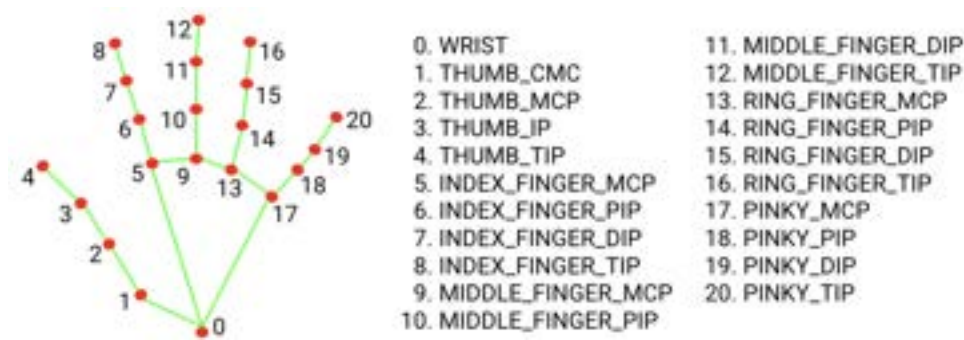 12
8
16
11
7
15
6
10
14
20
4
5
9
19
13
18
3
17
2
1
0
0. WRIST
1. THUMB_CMC
2. THUMB_MCP
3. THUMB_IP
4. THUMB_TIP
5. INDEX_FINGER_MCP
6. INDEX_FINGER_PIP
7. INDEX_FINGER_DIP
8. INDEX_FINGER_TIP
9. MIDDLE_FINGER_MCP
10. MIDDLE_FINGER_PIP
11. MIDDLE_FINGER_DIP
12. MIDDLE_FINGER_TIP
13. RING_FINGER_MCP
14. RING_FINGER_PIP
15. RING_FINGER_DIP
16. RING_FINGER_TIP
17. PINKY_MCP
18. PINKY_PIP
19. PINKY_DIP
20. PINKY_TIP